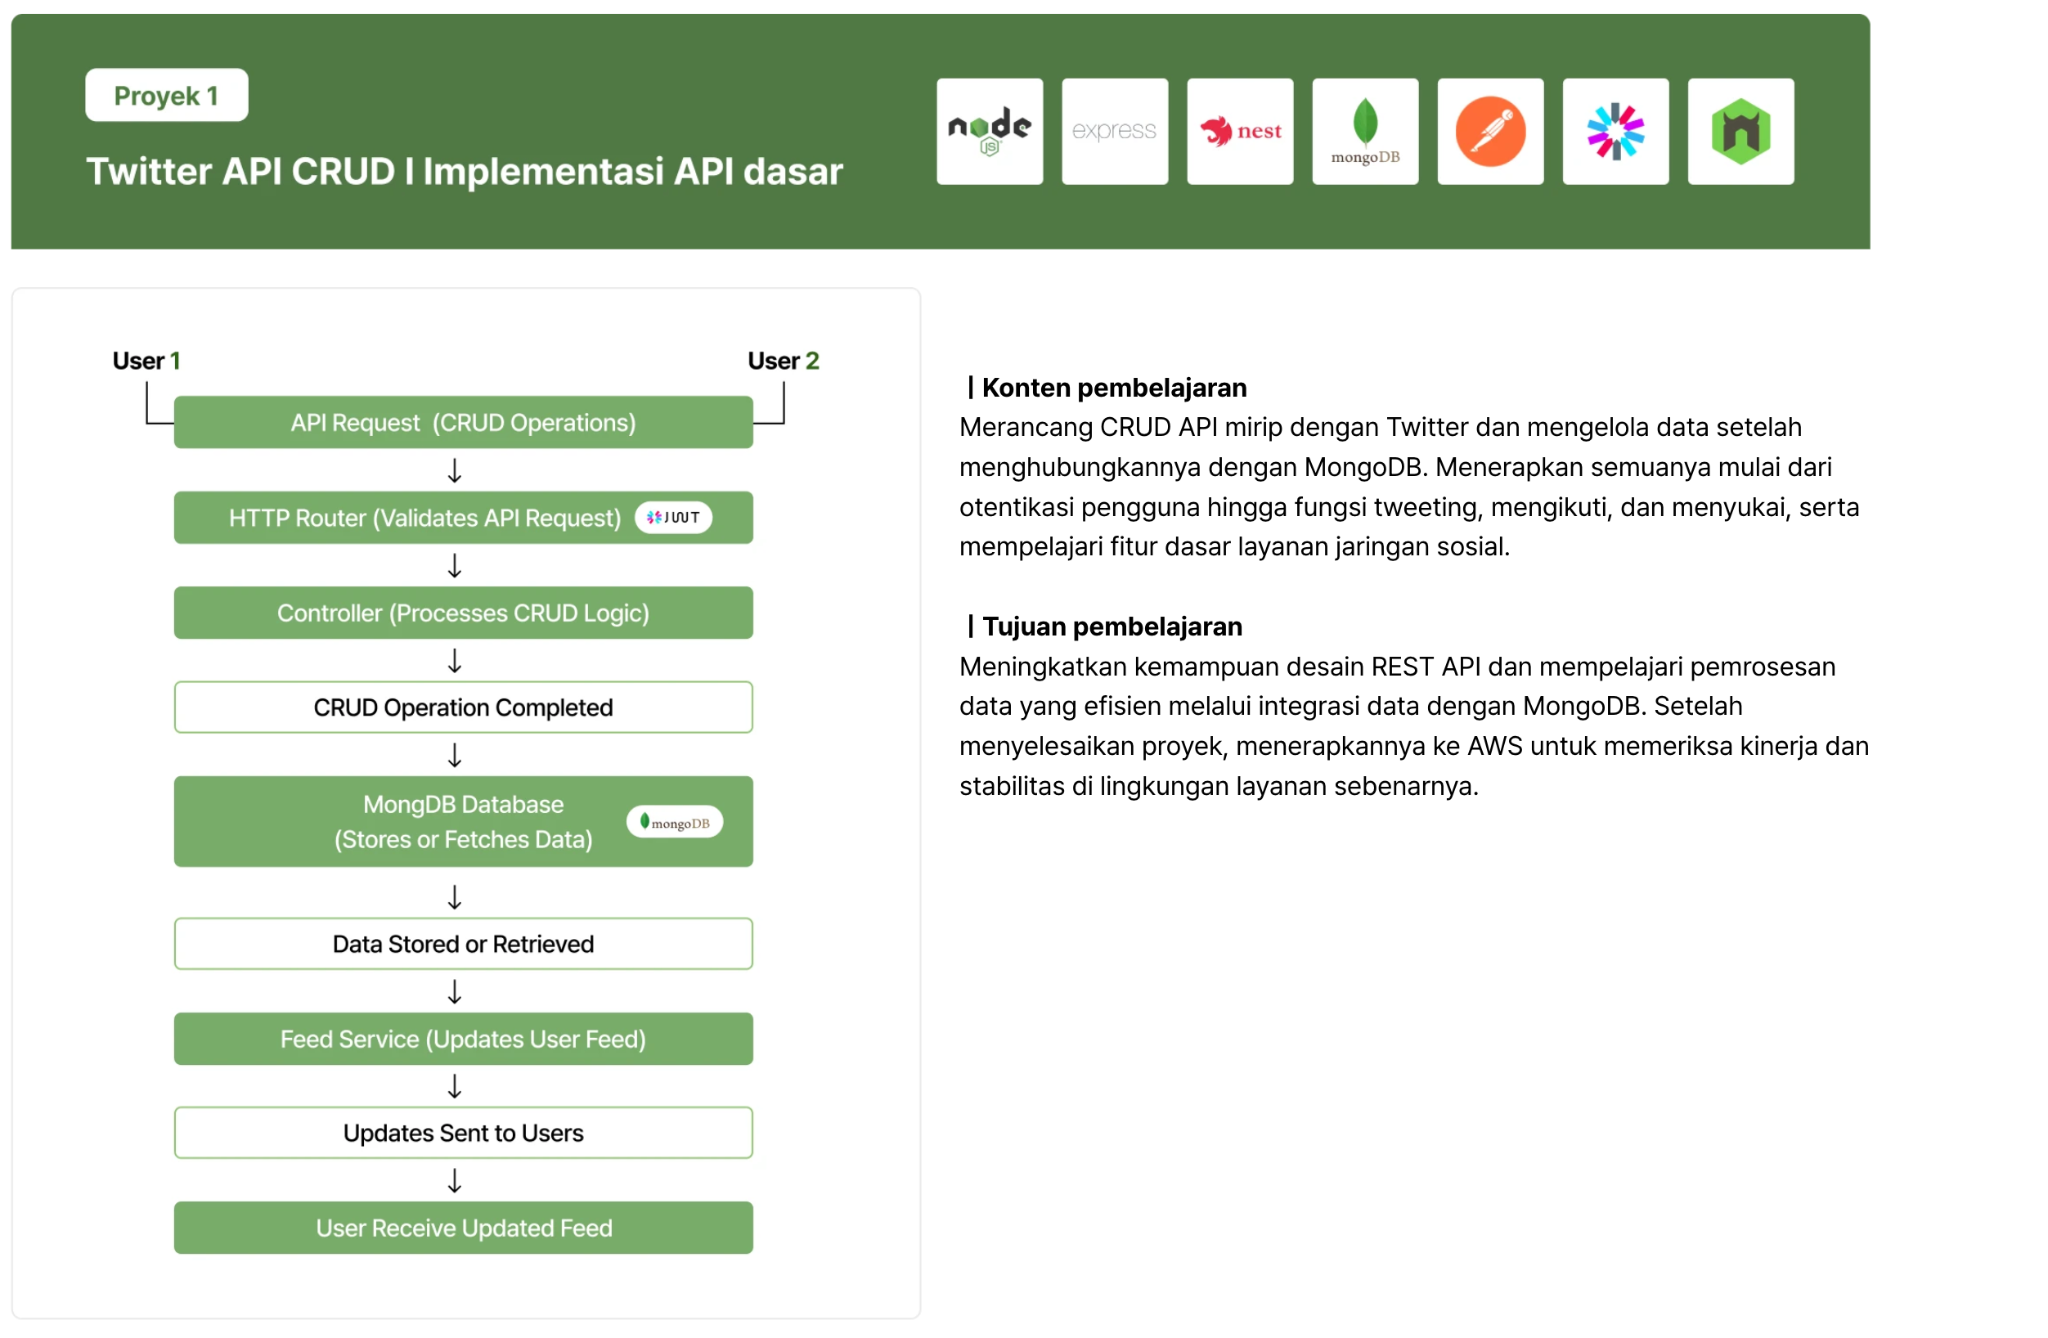 Proyek 1
Twitter API CRUD I Implementasi API dasar
node
JS
express
nest
mongoDB
User 1
User 2
API Request (CRUD Operations)
HTTP Router (Validates API Request)
JWT
Controller (Processes CRUD Logic)
CRUD Operation Completed
MongDB Database
(Stores or Fetches Data)
mongoDB
Data Stored or Retrieved
Feed Service (Updates User Feed)
Updates Sent to Users
User Receive Updated Feed
| Konten pembelajaran
Merancang CRUD API mirip dengan Twitter dan mengelola data setelah
menghubungkannya dengan MongoDB. Menerapkan semuanya mulai dari
otentikasi pengguna hingga fungsi tweeting, mengikuti, dan menyukai, serta
mempelajari fitur dasar layanan jaringan sosial.
| Tujuan pembelajaran
Meningkatkan kemampuan desain REST API dan mempelajari pemrosesan
data yang efisien melalui integrasi data dengan MongoDB. Setelah
menyelesaikan proyek, menerapkannya ke AWS untuk memeriksa kinerja dan
stabilitas di lingkungan layanan sebenarnya.